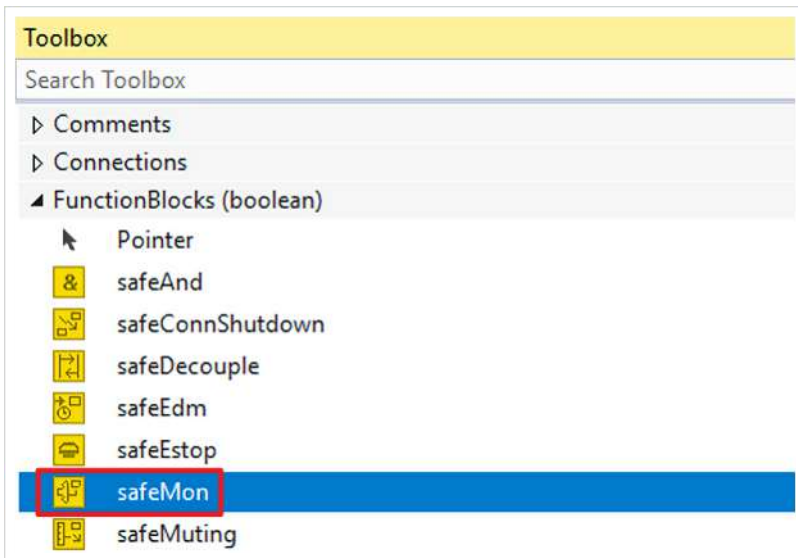 Toolbox
Search Toolbox
Comments
Connections
FunctionBlocks (boolean)
Pointer
& safeAnd
safeConnShutdown
safeDecouple
safeEdm
safeEstop
safeMon
safeMuting